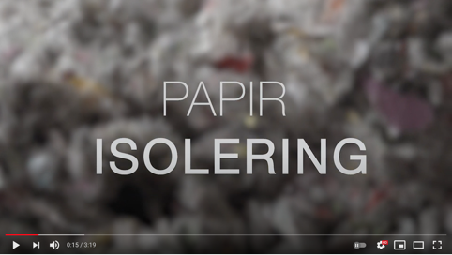 PAPIR
ISOLERING
0:15 / 3:19